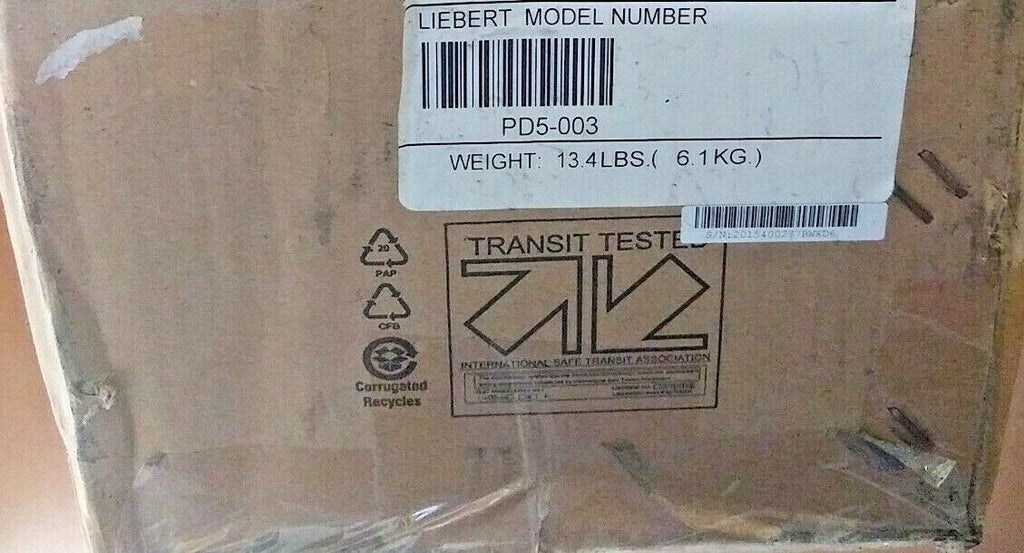 LIEBERT MODEL NUMBER
PD5-003
WEIGHT: 13.4LBS.( 6.1KG.)
TRANSIT TESTED
20
PAP
CFB
Corrugated
Recycles
INTERNATIONAL SAFE TRANSIT ASSOCIATION